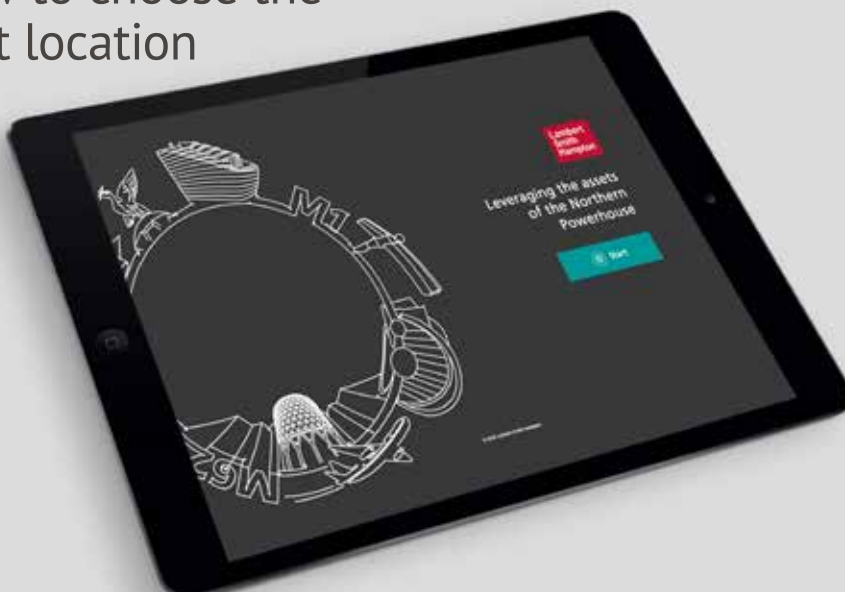 to choose the
t location
Lambert
Smith
Hampton
Leveraging the assets
of the Northern
Powerhouse
Start
M1
M62